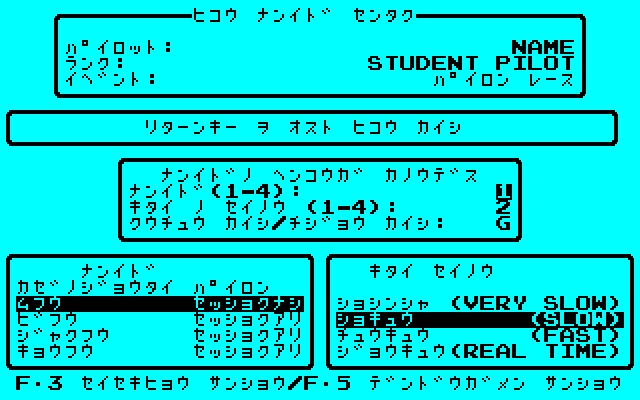 ヒコウ ナンイド センタク
パイロット: NAME
ランク: STUDENT PILOT
イベント: パイロン レース
リターンキー ヲ オスト ヒコウ カイシ
ナンイドノ ヘンコウガ カノウデス
ナンイド(1-4): 1
キタイ ノ セイノウ (1-4): 2
クウチュウ カイシ/チジョウ カイシ: G
ナンイド
カゼノジョウタイ パイロン
ムフウ セッショクナシ
ビフウ セッショクアリ
ジャクフウ セッショクアリ
キョウフウ セッショクアリ
キタイ セイノウ
ショシンシャ (VERY SLOW)
ショキュウ (SLOW)
チュウキュウ (FAST)
ジョウキュウ(REAL TIME)
F・3 セイセキヒョウ サンショウ/F・5 デンドウガメン サンショウ